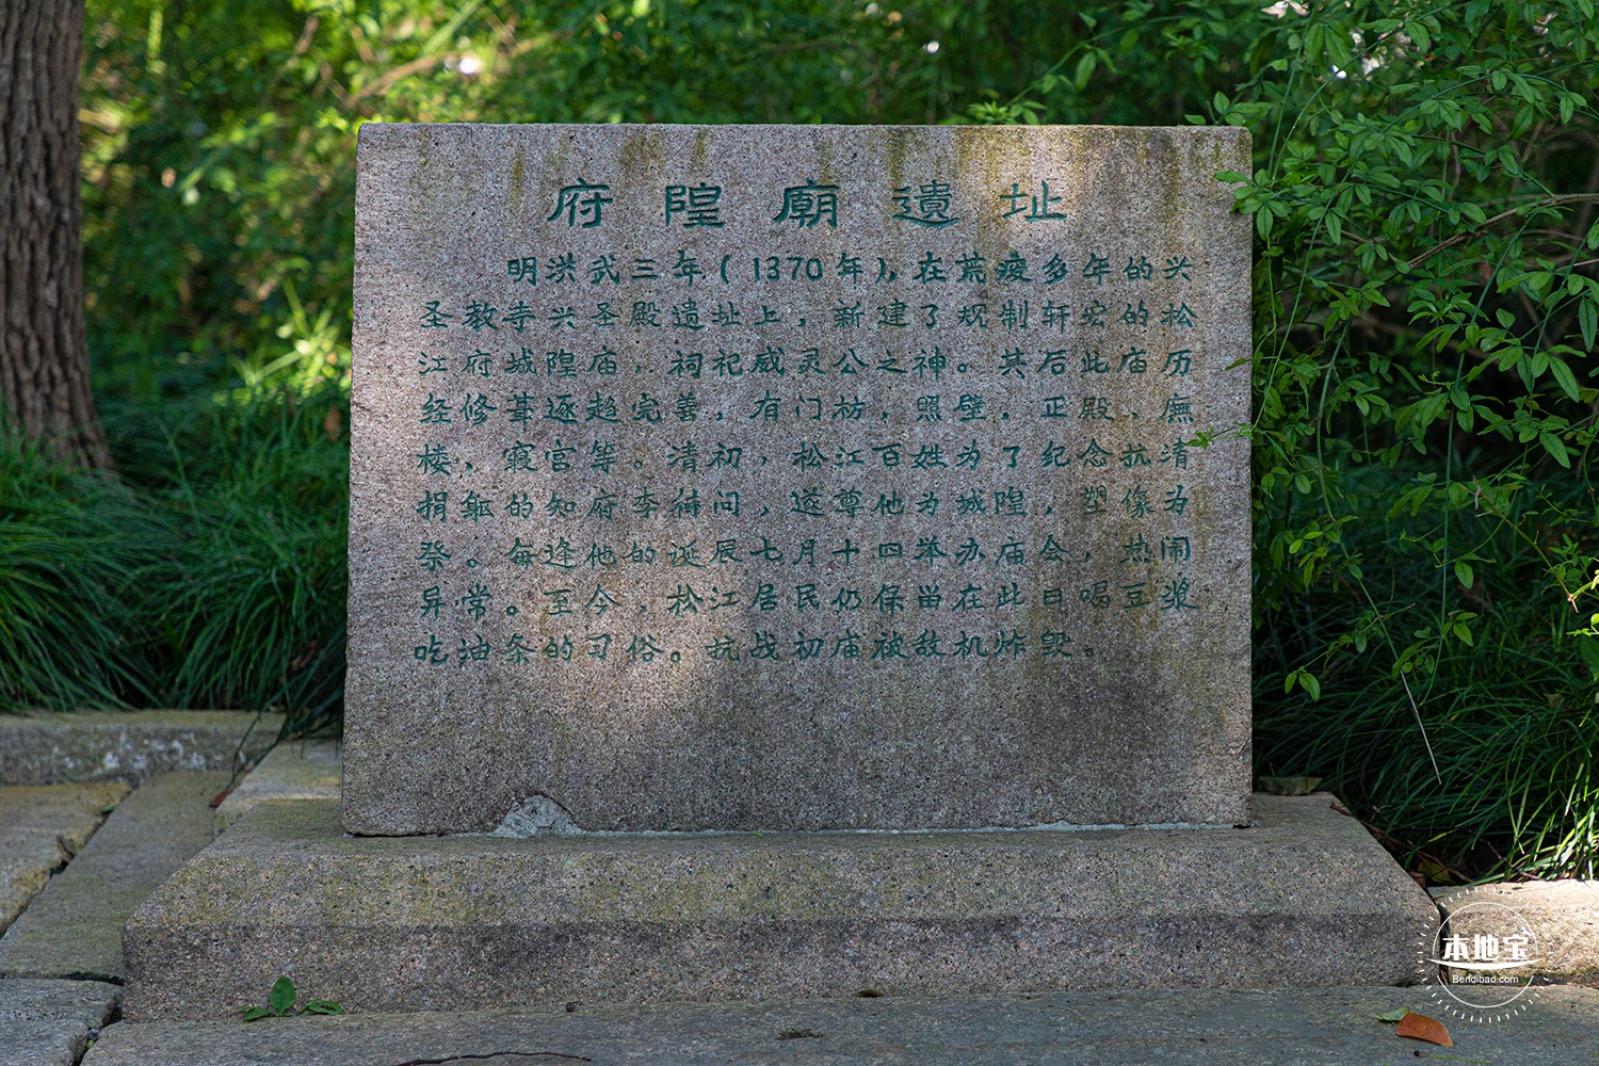 府隍廟遺址
明洪武三年(1370年),在荒废多年的兴
圣教寺兴圣殿遗址上,新建了规制轩宏的松
江府城隍庙,祠祀威灵公之神。其后此庙历
经修葺逐趋完善,有门枋,照壁,正殿,庑
楼,寝宫等。清初,松江百姓为了纪念抗清
捐躯的知府李待问,遂尊他为城隍,塑像为
祭。每逢他的诞辰七月十四举办庙会,热闹
异常。至今,松江居民仍保留在此日喝豆浆
吃油条的习俗。抗战初庙被敌机炸毁。
本地宝
Bendibao.com